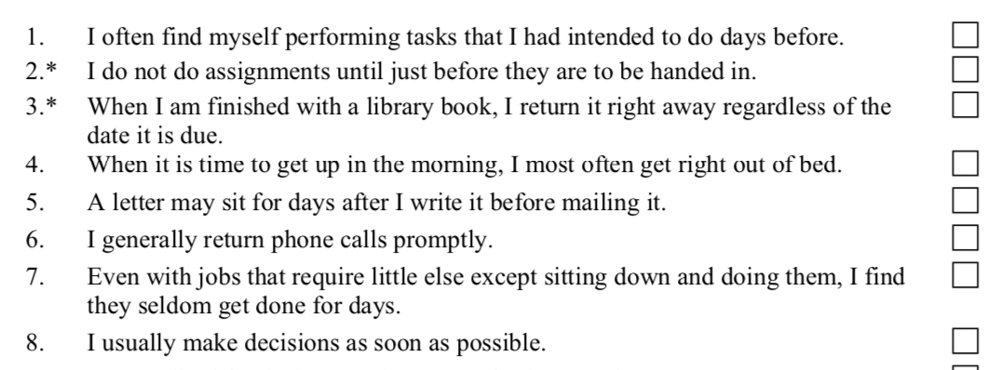 1. I often find myself performing tasks that I had intended to do days before.
2.* I do not do assignments until just before they are to be handed in.
3.* When I am finished with a library book, I return it right away regardless of the
date it is due.
4. When it is time to get up in the morning, I most often get right out of bed.
5. A letter may sit for days after I write it before mailing it.
6. I generally return phone calls promptly.
7. Even with jobs that require little else except sitting down and doing them, I find
they seldom get done for days.
8. I usually make decisions as soon as possible.